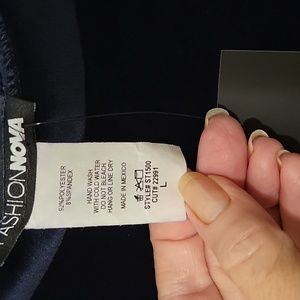 FASHION NOVA
92%POLYESTER
8%SPANDEX
HAND WASH
WITH COLD WATER
DO NOT BLEACH
HANG OR LINE DRY
MADE IN MEXICO
STYLE# ST1500
CUT# 22991
L